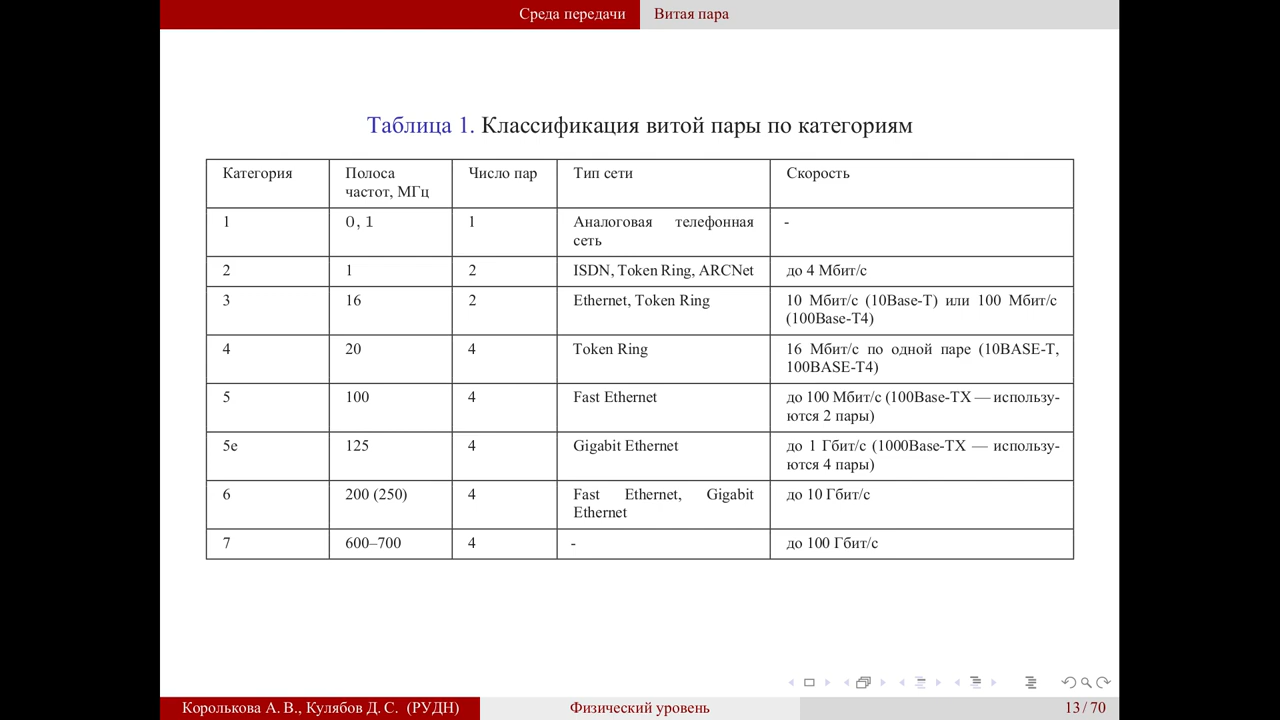 Среда передачи Витая пара
Таблица 1. Классификация витой пары по категориям
Категория Полоса частот, МГц Число пар Тип сети Скорость
1 0, 1 1 Аналоговая телефонная сеть -
2 1 2 ISDN, Token Ring, ARCNet до 4 Мбит/с
3 16 2 Ethernet, Token Ring 10 Мбит/с (10Base-T) или 100 Мбит/с (100Base-T4)
4 20 4 Token Ring 16 Мбит/с по одной паре (10BASE-T, 100BASE-T4)
5 100 4 Fast Ethernet до 100 Мбит/с (100Base-TX — использу-
ются 2 пары)
5e 125 4 Gigabit Ethernet до 1 Гбит/с (1000Base-TX — использу-
ются 4 пары)
6 200 (250) 4 Fast Ethernet, Gigabit Ethernet до 10 Гбит/с
7 600–700 4 - до 100 Гбит/с
Королькова А. В., Кулябов Д. С. (РУДН) Физический уровень 13 / 70